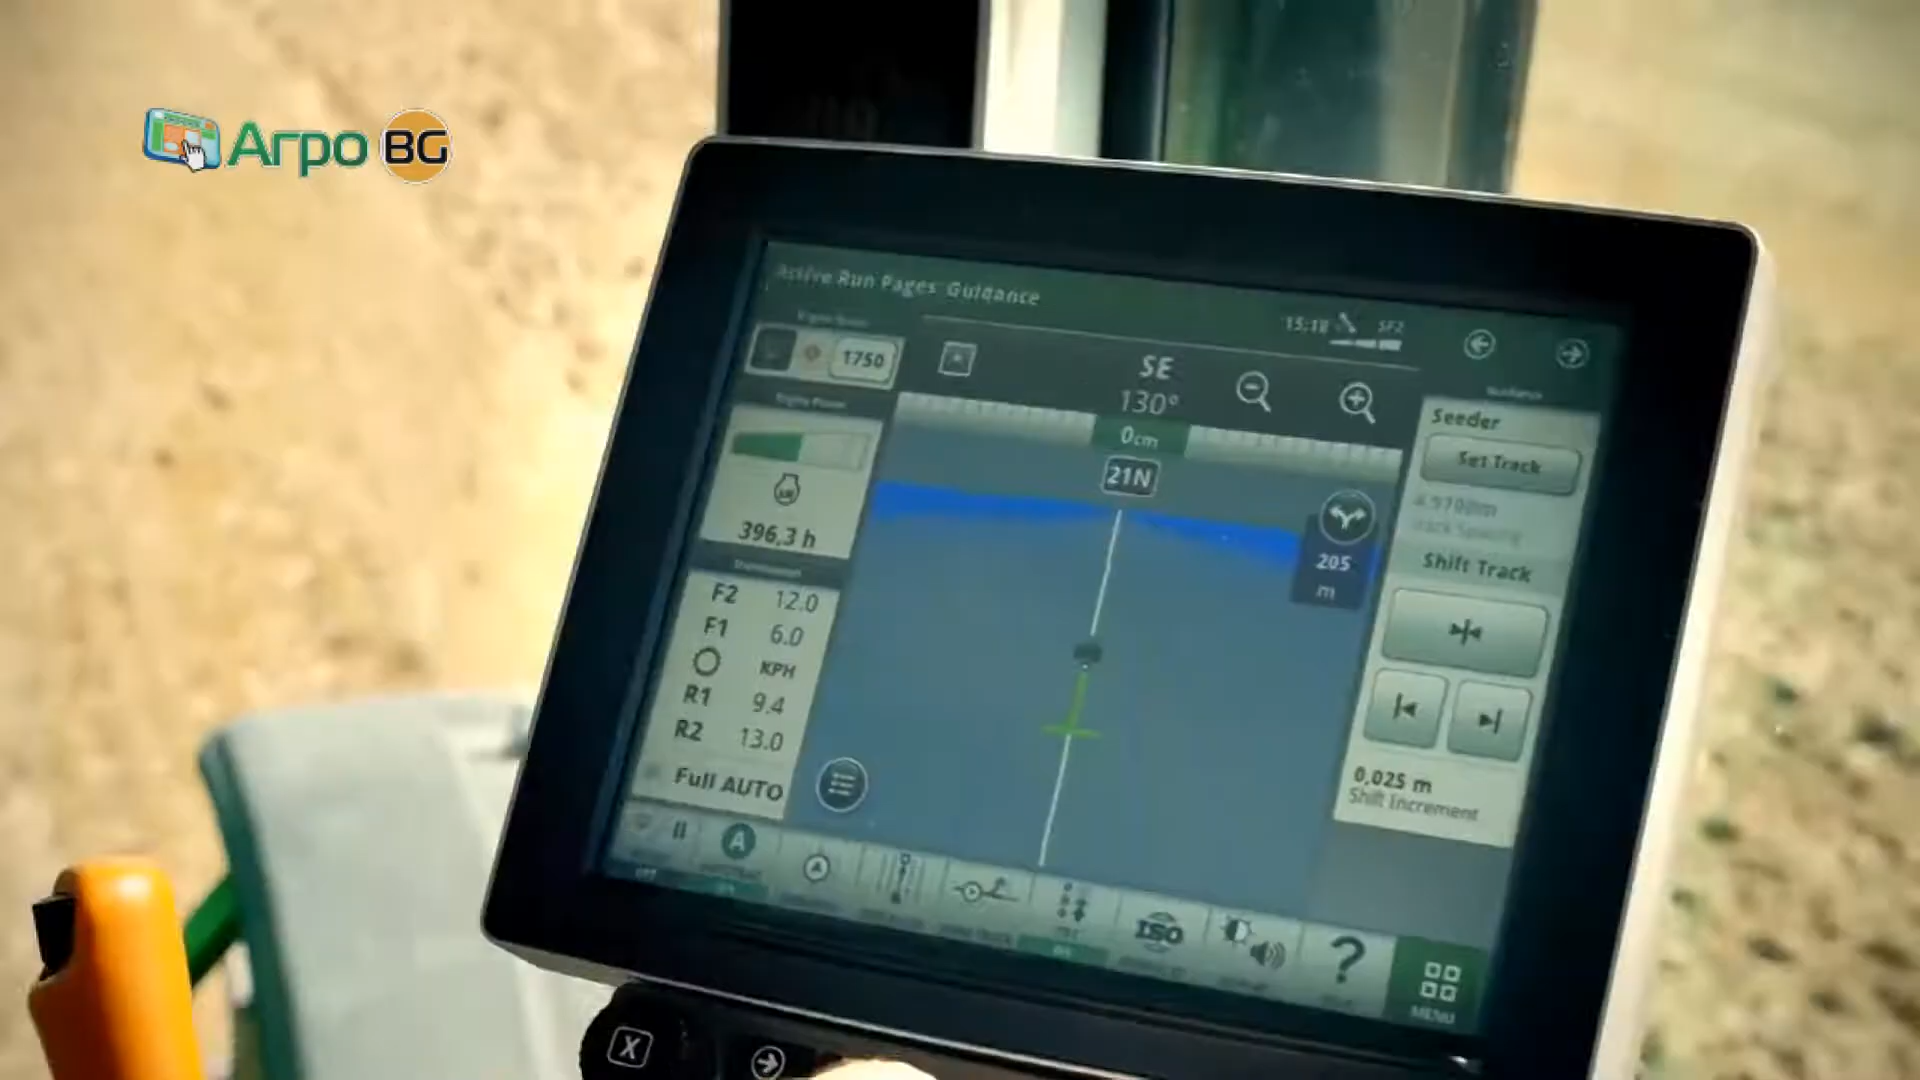 Агро BG
Active Run Pages Guidance
15:18 SF2
1750
SE
130°
0cm
21N
396,3 h
F2 12.0
F1 6.0
KPH
R1 9.4
R2 13.0
Full AUTO
205
m
Seeder
Set Track
Track Spacing
Shift Track
0,025 m
Shift Increment
A
ISO
?
MENU
X